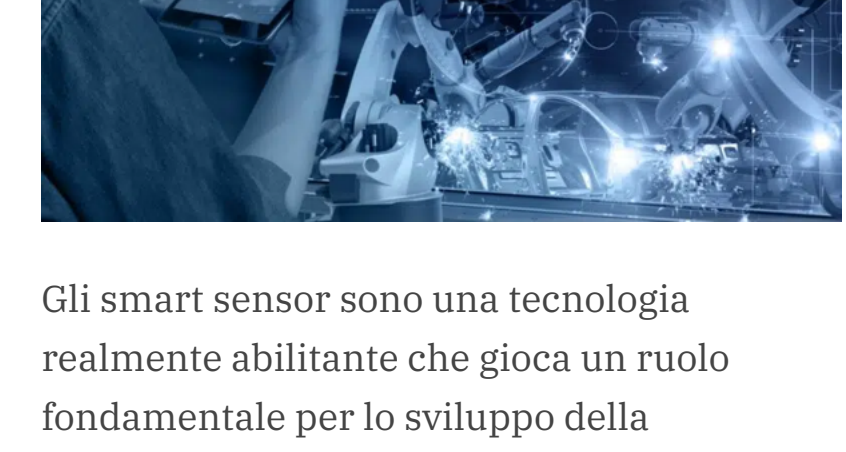 Gli smart sensor sono una tecnologia
realmente abilitante che gioca un ruolo
fondamentale per lo sviluppo della